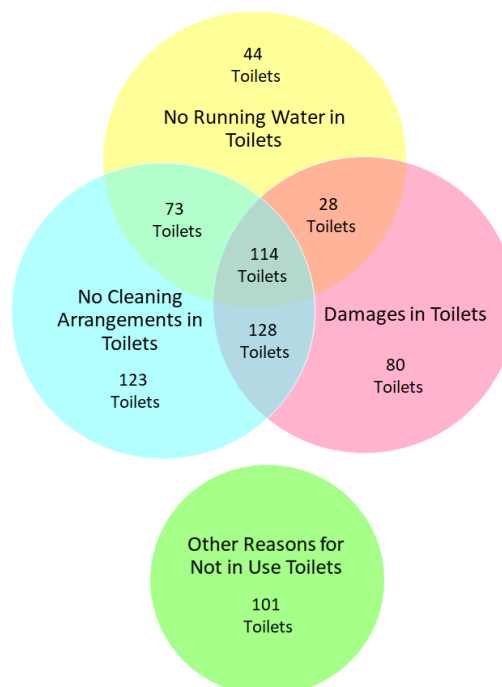 44
Toilets
No Running Water in
Toilets
73
Toilets
28
Toilets
114
Toilets
No Cleaning
Arrangements in
Toilets
128
Toilets
Damages in Toilets
123
Toilets
80
Toilets
Other Reasons for
Not in Use Toilets
101
Toilets